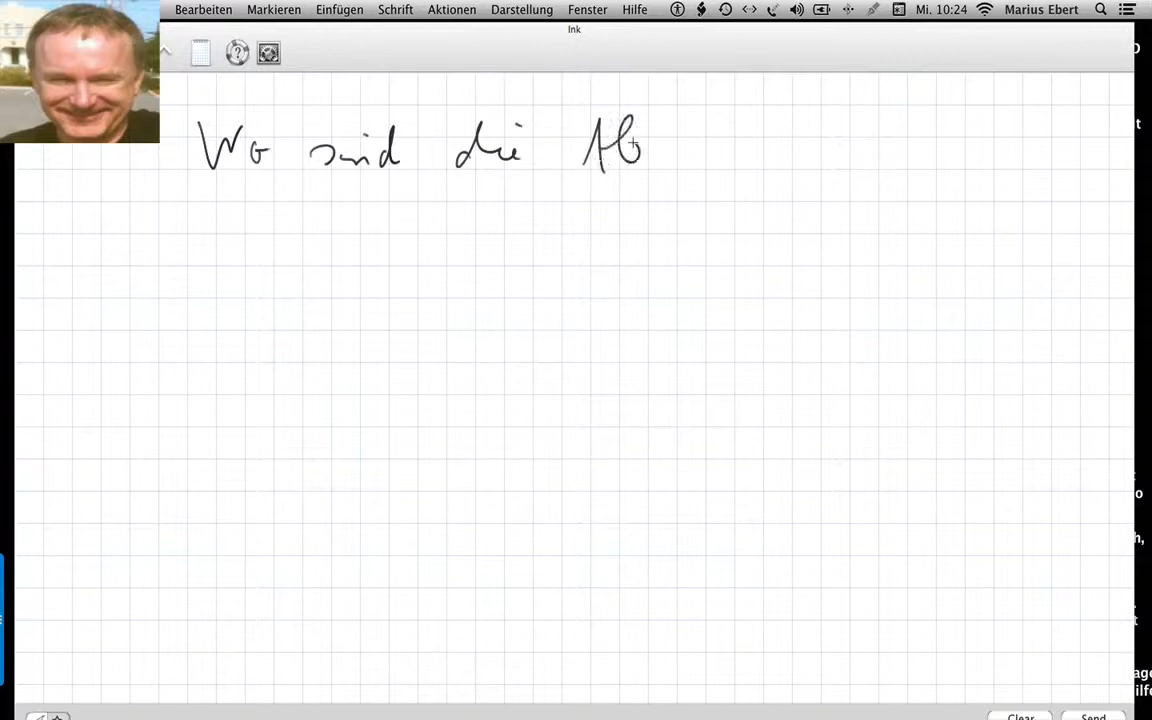 Bearbeiten Markieren Einfügen Schrift Aktionen Darstellung Fenster Hilfe Mi. 10:24 Marius Ebert
Ink
Wo sind die Ab
Clear Send